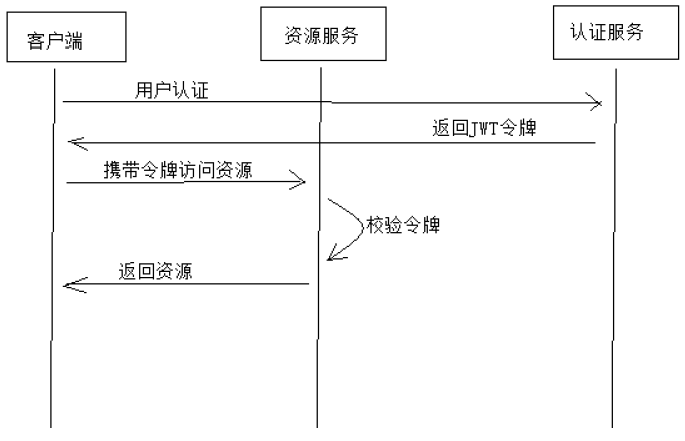 客户端
资源服务
认证服务
用户认证
返回JWT令牌
携带令牌访问资源
校验令牌
返回资源